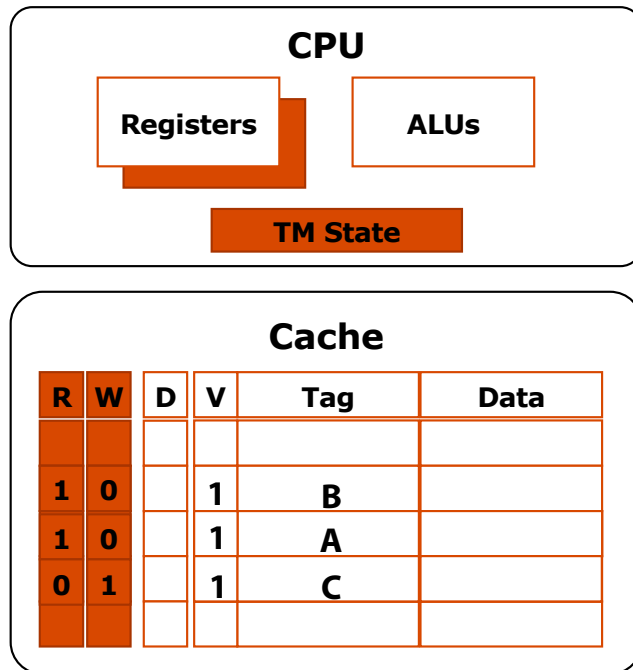 CPU
Registers ALUs
TM State
Cache
R W D V Tag Data
1 0 1 B
1 0 1 A
0 1 1 C